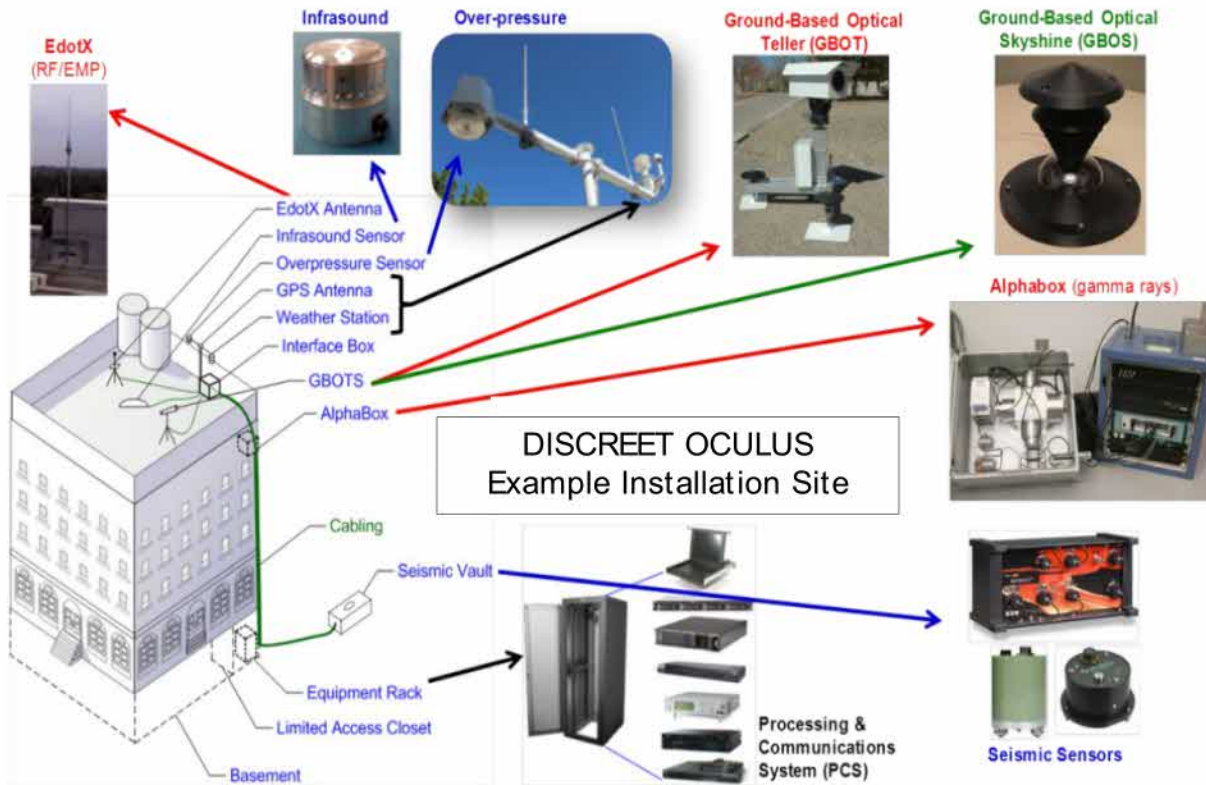 Infrasound
Over-pressure
Ground-Based Optical
Teller (GBOT)
Ground-Based Optical
Skyshine (GBOS)
EdotX
(RF/EMP)
EdotX Antenna
Infrasound Sensor
Overpressure Sensor
GPS Antenna
Weather Station
Interface Box
GBOTS
AlphaBox
Alphabox (gamma rays)
DISCREET OCULUS
Example Installation Site
Cabling
Seismic Vault
Equipment Rack
Limited Access Closet
Basement
Processing &
Communications
System (PCS)
Seismic Sensors